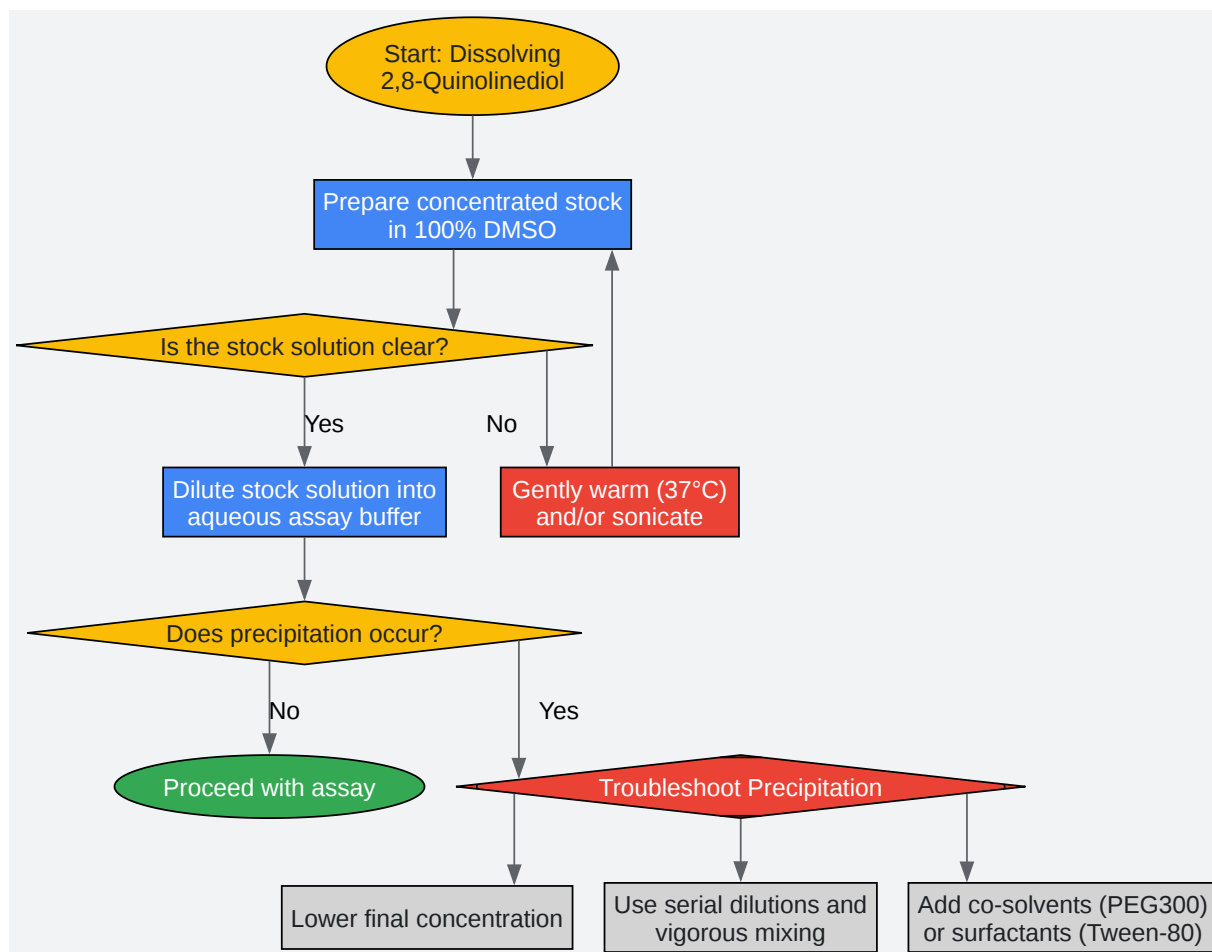 Start: Dissolving
2,8-Quinolinediol
Prepare concentrated stock
in 100% DMSO
Is the stock solution clear?
Yes
No
Dilute stock solution into
aqueous assay buffer
Gently warm (37°C)
and/or sonicate
Does precipitation occur?
No
Yes
Proceed with assay
Troubleshoot Precipitation
Lower final concentration
Use serial dilutions and
vigorous mixing
Add co-solvents (PEG300)
or surfactants (Tween-80)